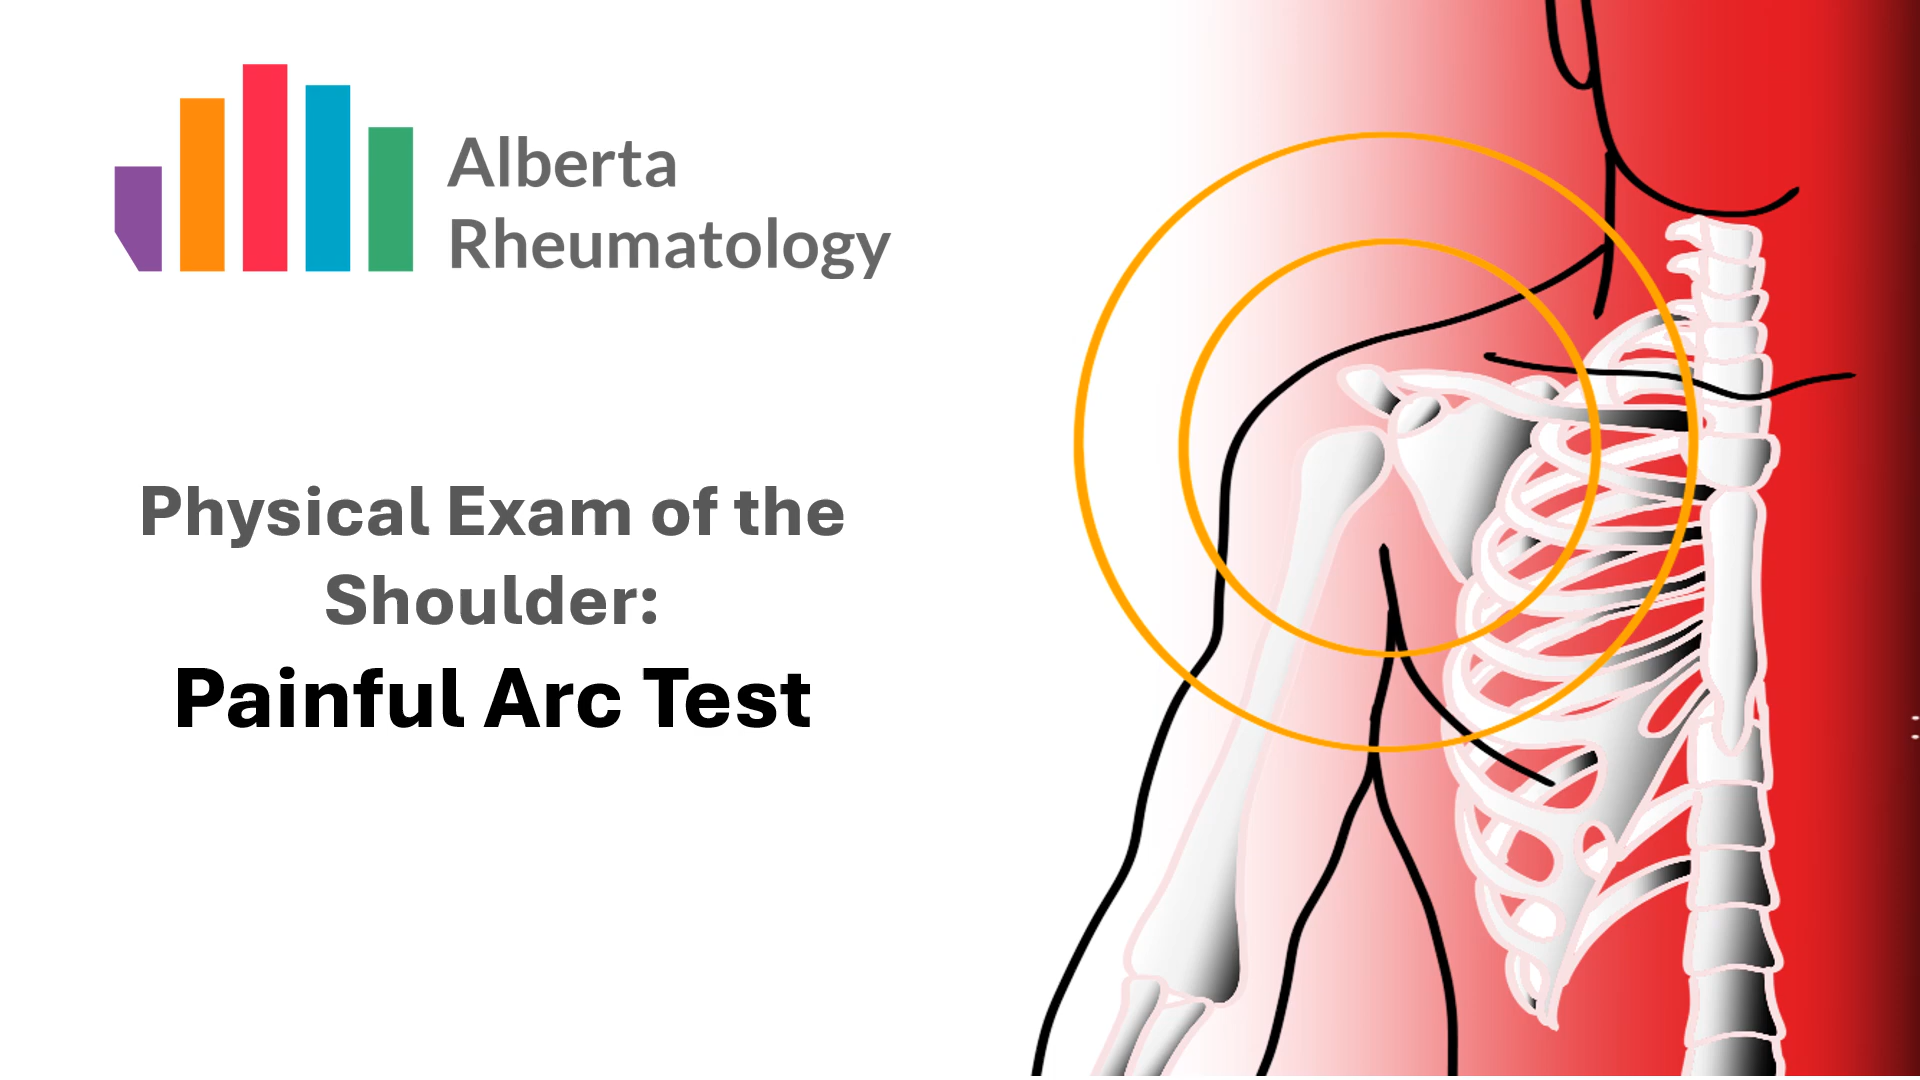 Alberta
Rheumatology
Physical Exam of the
Shoulder:
Painful Arc Test